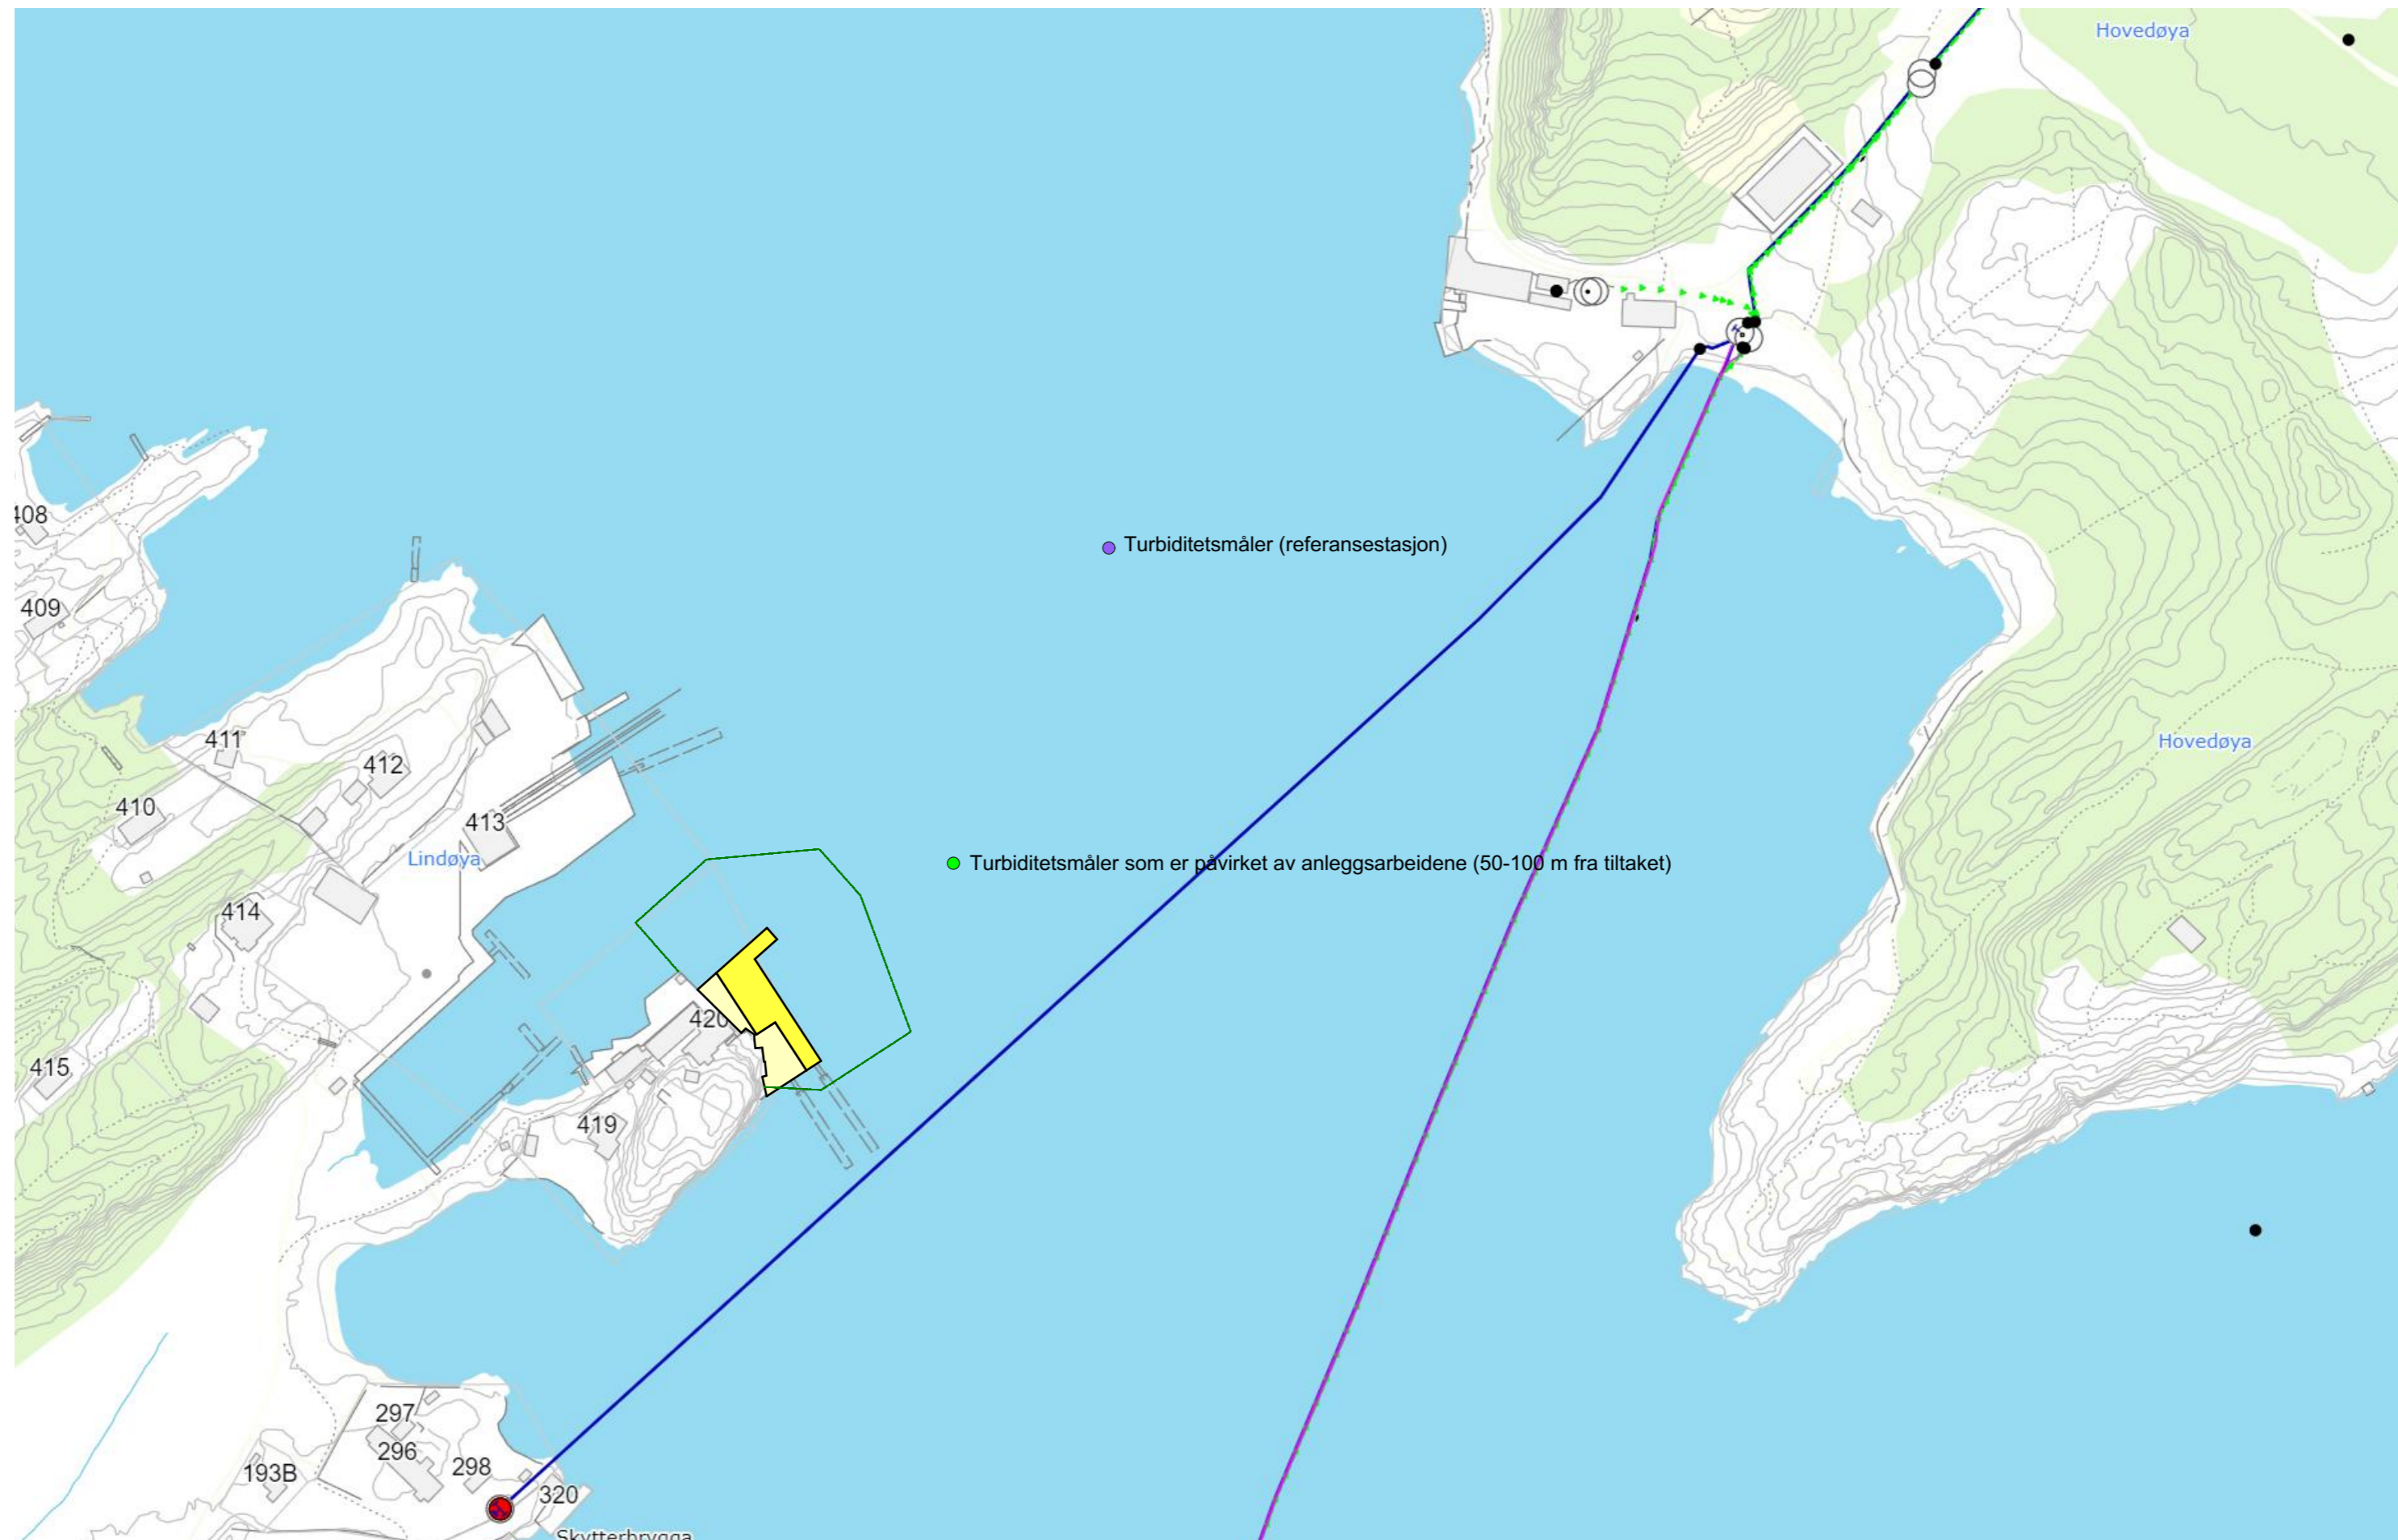 Hovedøya
408
Turbiditetsmåler (referansestasjon)
409
411
412
Hovedøya
410
413
Lindøya
Turbiditetsmåler som er påvirket av anleggsarbeidene (50-100 m fra tiltaket)
414
420
415
419
297
296
298
193B
320
Skytterbrygga